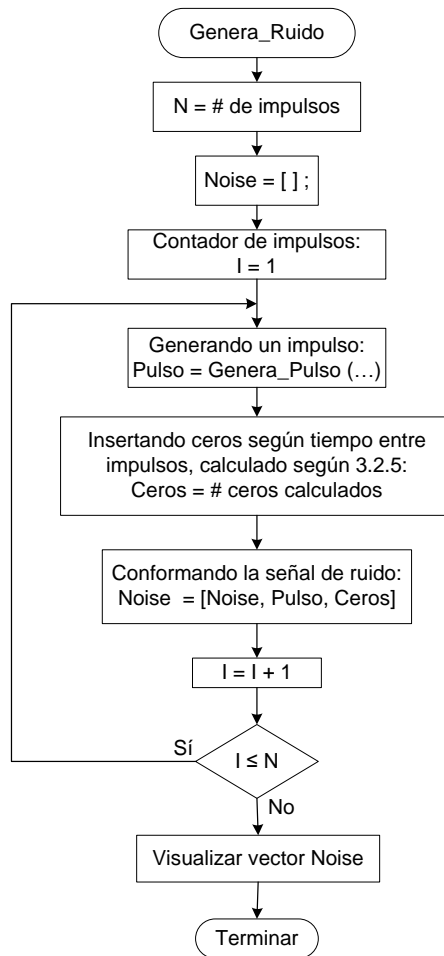 Genera_Ruido
N = # de impulsos
Noise = [ ] ;
Contador de impulsos:
I = 1
Generando un impulso:
Pulso = Genera_Pulso (…)
Insertando ceros según tiempo entre
impulsos, calculado según 3.2.5:
Ceros = # ceros calculados
Conformando la señal de ruido:
Noise = [Noise, Pulso, Ceros]
I = I + 1
Sí
I ≤ N
No
Visualizar vector Noise
Terminar